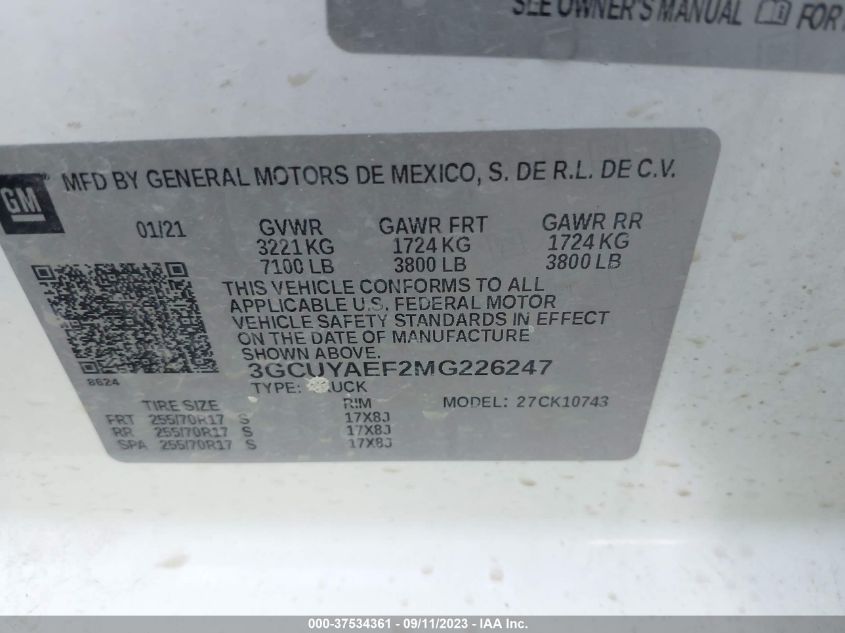 SEE OWNER'S MANUAL FOR
GM
MFD BY GENERAL MOTORS DE MEXICO, S. DE R.L. DE C.V.
01/21 GVWR GAWR FRT GAWR RR
3221 KG 1724 KG 1724 KG
7100 LB 3800 LB 3800 LB
THIS VEHICLE CONFORMS TO ALL
APPLICABLE U.S. FEDERAL MOTOR
VEHICLE SAFETY STANDARDS IN EFFECT
ON THE DATE OF MANUFACTURE
SHOWN ABOVE.
3GCUYAEF2MG226247
8624
TYPE: TRUCK MODEL: 27CK10743
TIRE SIZE RIM
FRT 255/70R17 S 17X8J
RR 255/70R17 S 17X8J
SPA 255/70R17 S 17X8J
000-37534361 - 09/11/2023 - IAA Inc.